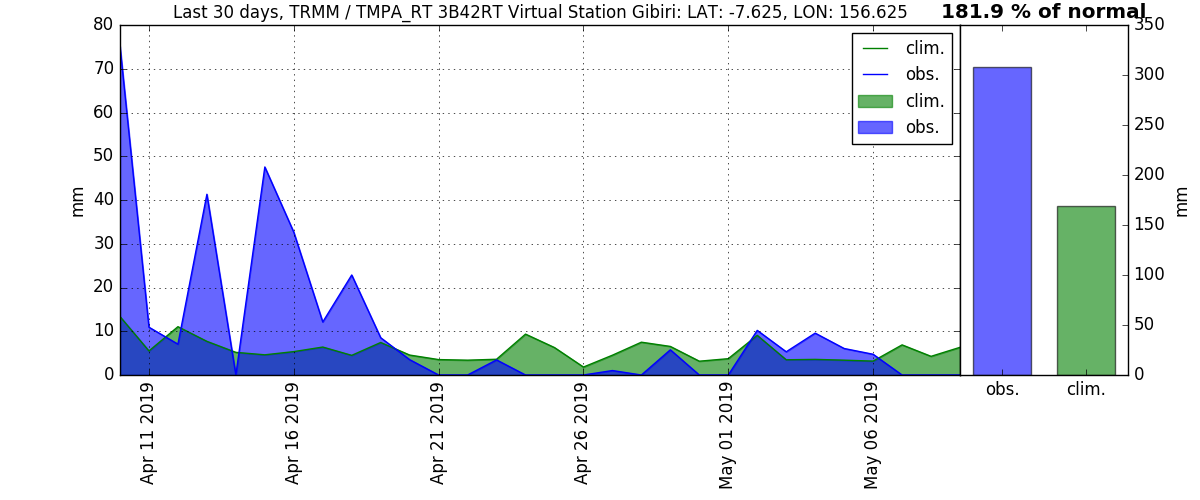 Last 30 days, TRMM / TMPA_RT 3B42RT Virtual Station Gibiri: LAT: -7.625, LON: 156.625
181.9 % of normal
80
70
60
50
40
30
20
10
0
mm
clim.
obs.
clim.
obs.
Apr 11 2019
Apr 16 2019
Apr 21 2019
Apr 26 2019
May 01 2019
May 06 2019
350
300
250
200
150
100
50
0
mm
obs.
clim.